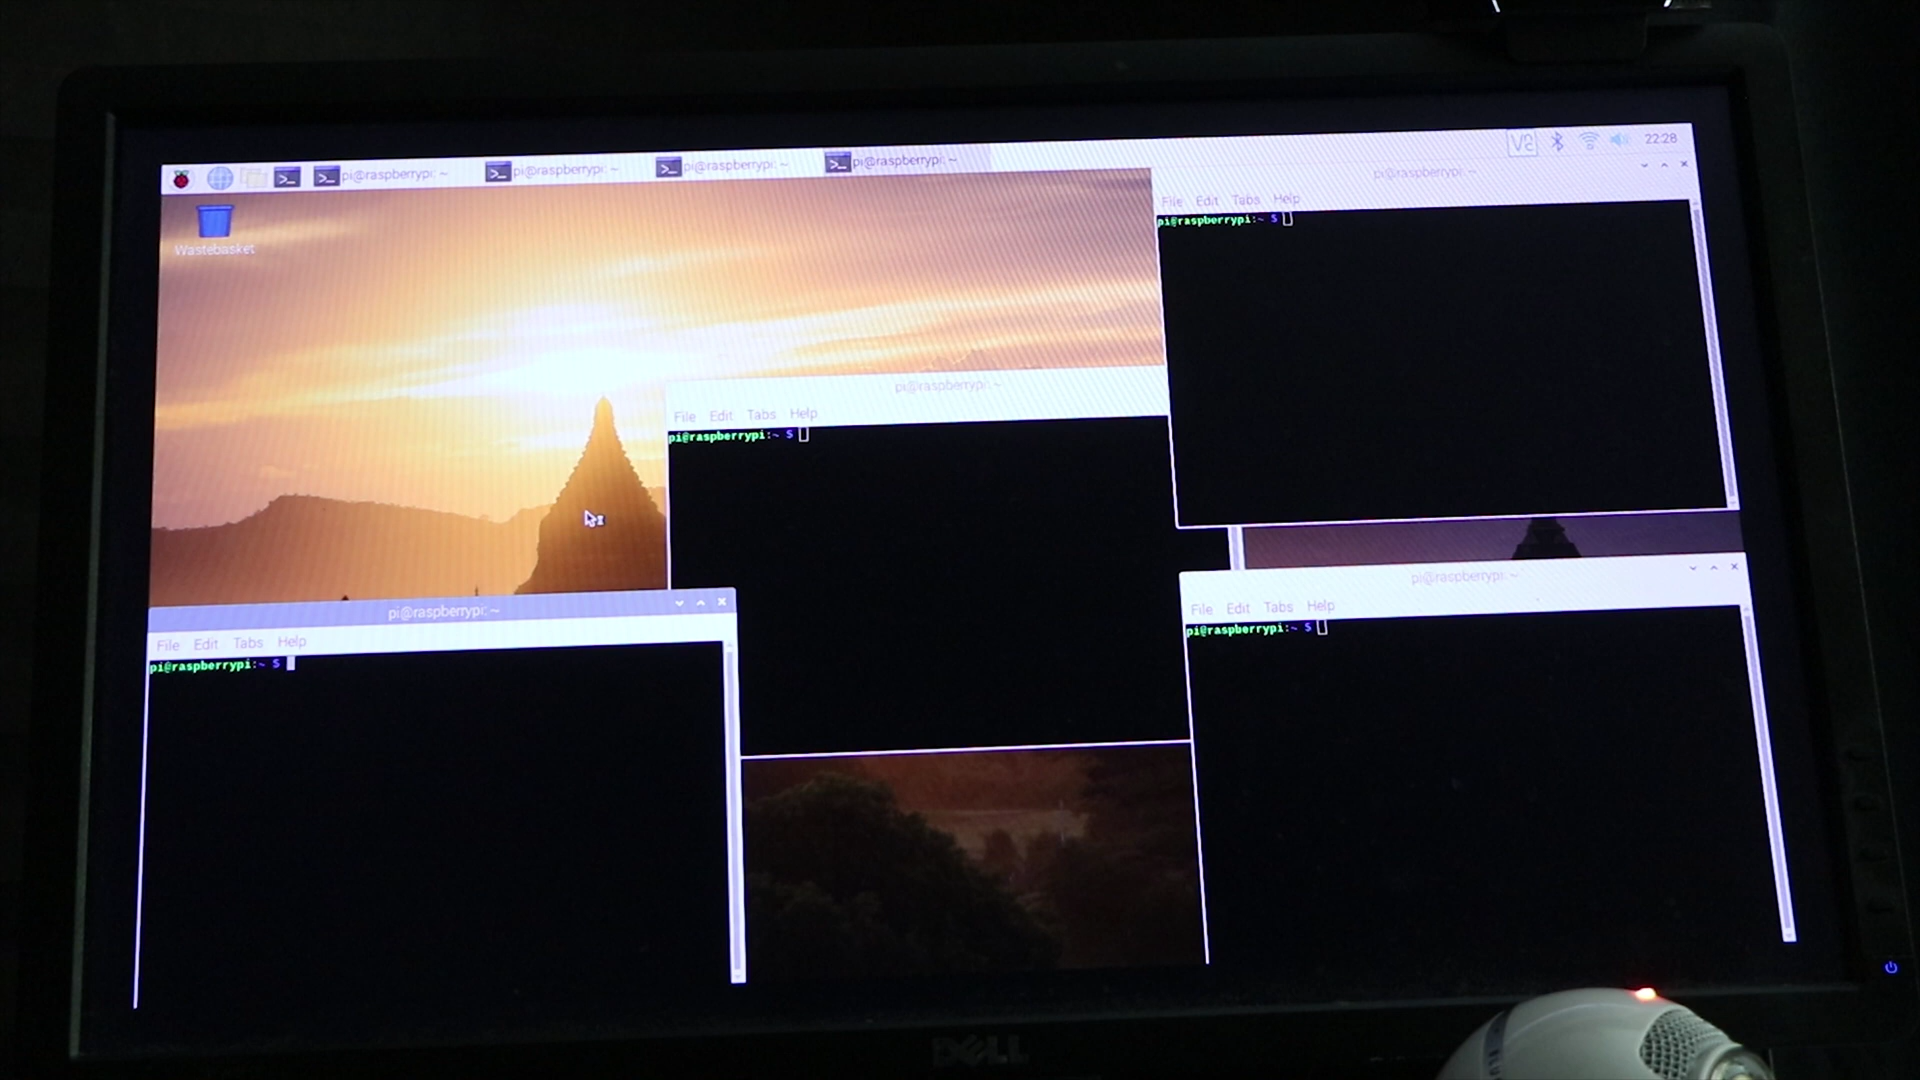 pi@raspberrypi: ~ pi@raspberrypi: ~ pi@raspberrypi: ~ pi@raspberrypi: ~ 22:28
Wastebasket
pi@raspberrypi: ~
File Edit Tabs Help
pi@raspberrypi:~ $
pi@raspberrypi: ~
File Edit Tabs Help
pi@raspberrypi:~ $
pi@raspberrypi: ~
File Edit Tabs Help
pi@raspberrypi:~ $
pi@raspberrypi: ~
File Edit Tabs Help
pi@raspberrypi:~ $
DELL